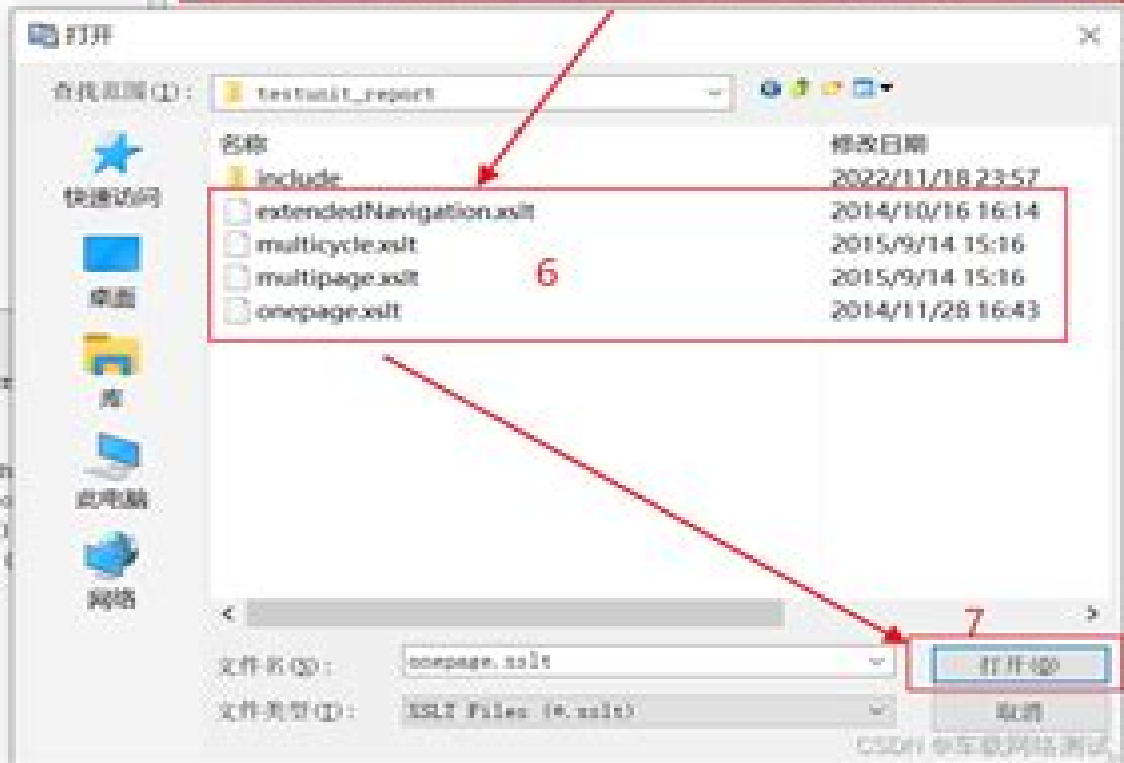 打开
查找范围(I):
testunit_report
名称
修改日期
include
2022/11/18 23:57
extendedNavigation.xslt
2014/10/16 16:14
multicycle.xslt
2015/9/14 15:16
multipage.xslt
2015/9/14 15:16
onepage.xslt
2014/11/28 16:43
6
快速访问
桌面
库
此电脑
网络
7
文件名(N):
onepage.xslt
打开(O)
文件类型(T):
XSLT Files (*.xslt)
取消
CSDN @车载网络测试